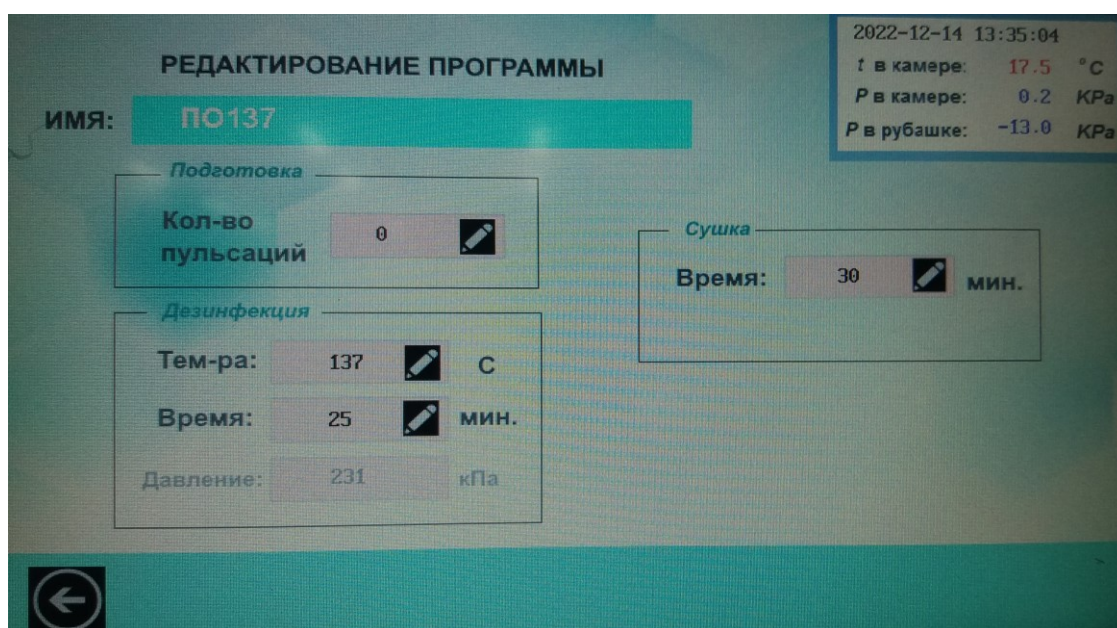 2022-12-14 13:35:04
t в камере: 17.5 °C
P в камере: 0.2 KPa
P в рубашке: -13.0 KPa
РЕДАКТИРОВАНИЕ ПРОГРАММЫ
ИМЯ: ПО137
Подготовка
Кол-во
пульсаций 0
Дезинфекция
Тем-ра: 137 С
Время: 25 мин.
Давление: 231 кПа
Сушка
Время: 30 мин.